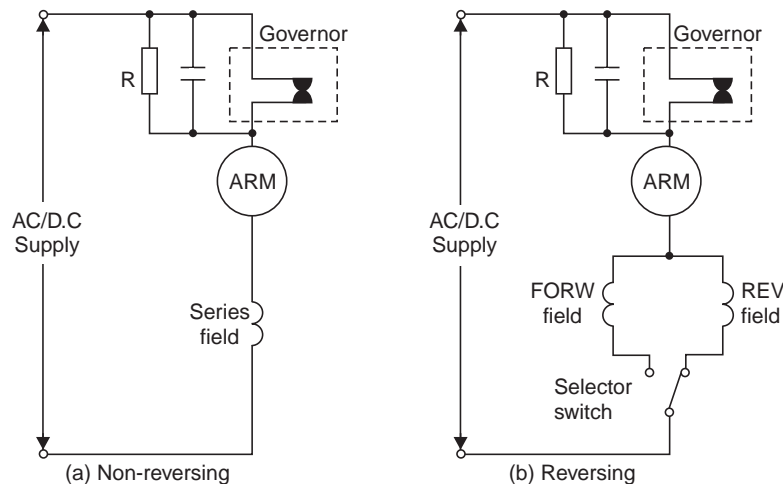 Governor
R
ARM
AC/D.C
Supply
Series
field
(a) Non-reversing
Governor
R
ARM
AC/D.C
Supply
FORW
field
REV
field
Selector
switch
(b) Reversing